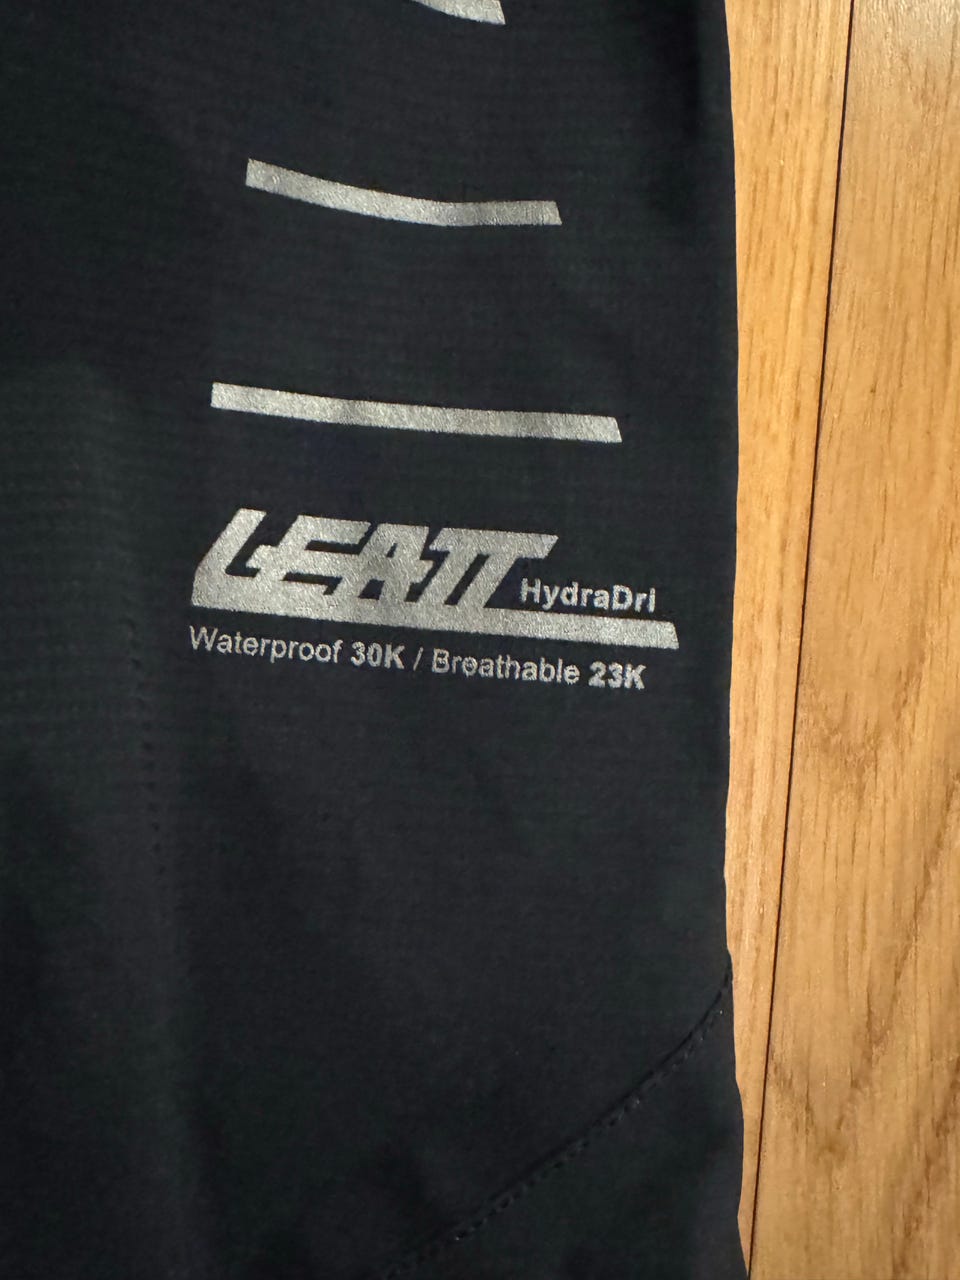 LEATT HydraDri
Waterproof 30K / Breathable 23K